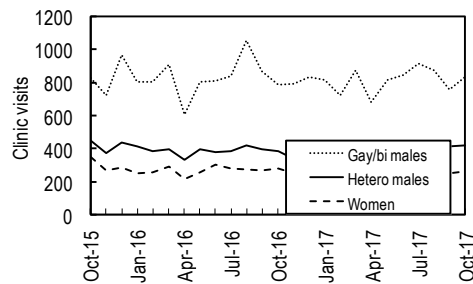 1200
1000
800
600
400
200
0
Clinic visits
Gay/bi males
Hetero males
Women
Oct-15
Jan-16
Apr-16
Jul-16
Oct-16
Jan-17
Apr-17
Jul-17
Oct-17